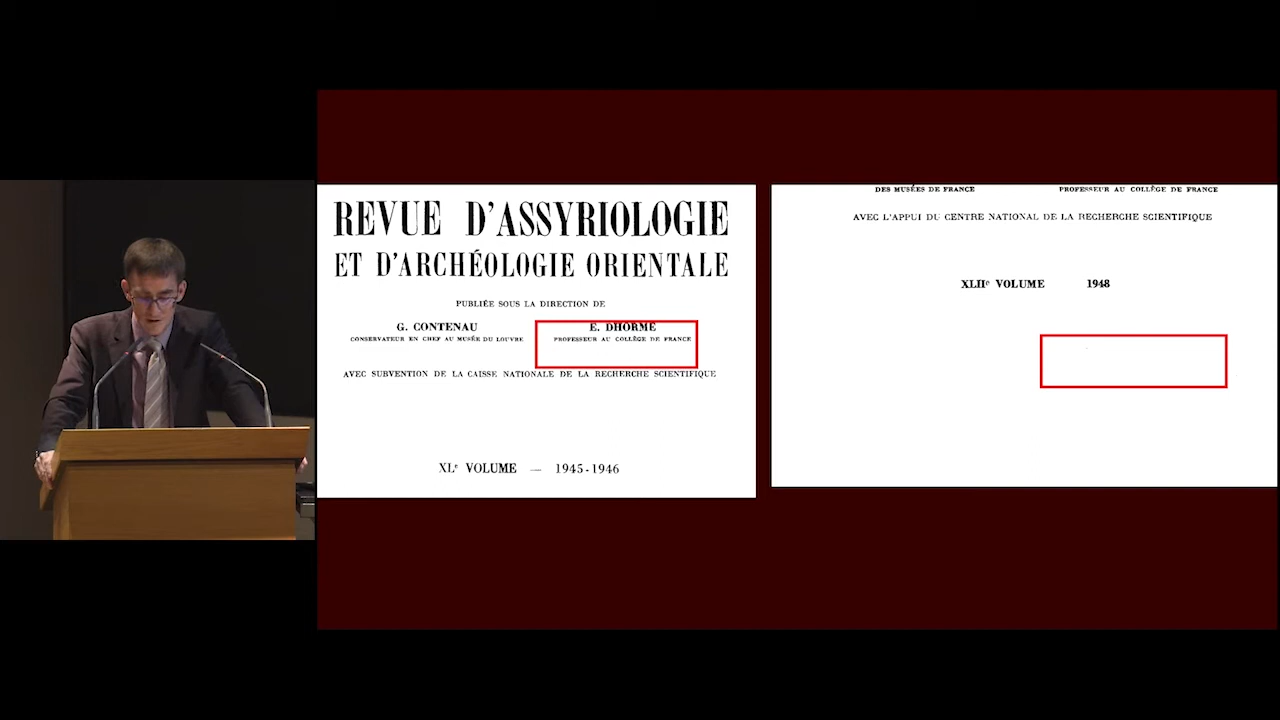 REVUE D'ASSYRIOLOGIE
ET D'ARCHÉOLOGIE ORIENTALE
PUBLIÉE SOUS LA DIRECTION DE
G. CONTENAU
CONSERVATEUR EN CHEF AU MUSÉE DU LOUVRE
E. DHORME
PROFESSEUR AU COLLÈGE DE FRANCE
AVEC SUBVENTION DE LA CAISSE NATIONALE DE LA RECHERCHE SCIENTIFIQUE
XLe VOLUME — 1945-1946
DES MUSÉES DE FRANCE
PROFESSEUR AU COLLÈGE DE FRANCE
AVEC L'APPUI DU CENTRE NATIONAL DE LA RECHERCHE SCIENTIFIQUE
XLIIe VOLUME 1948